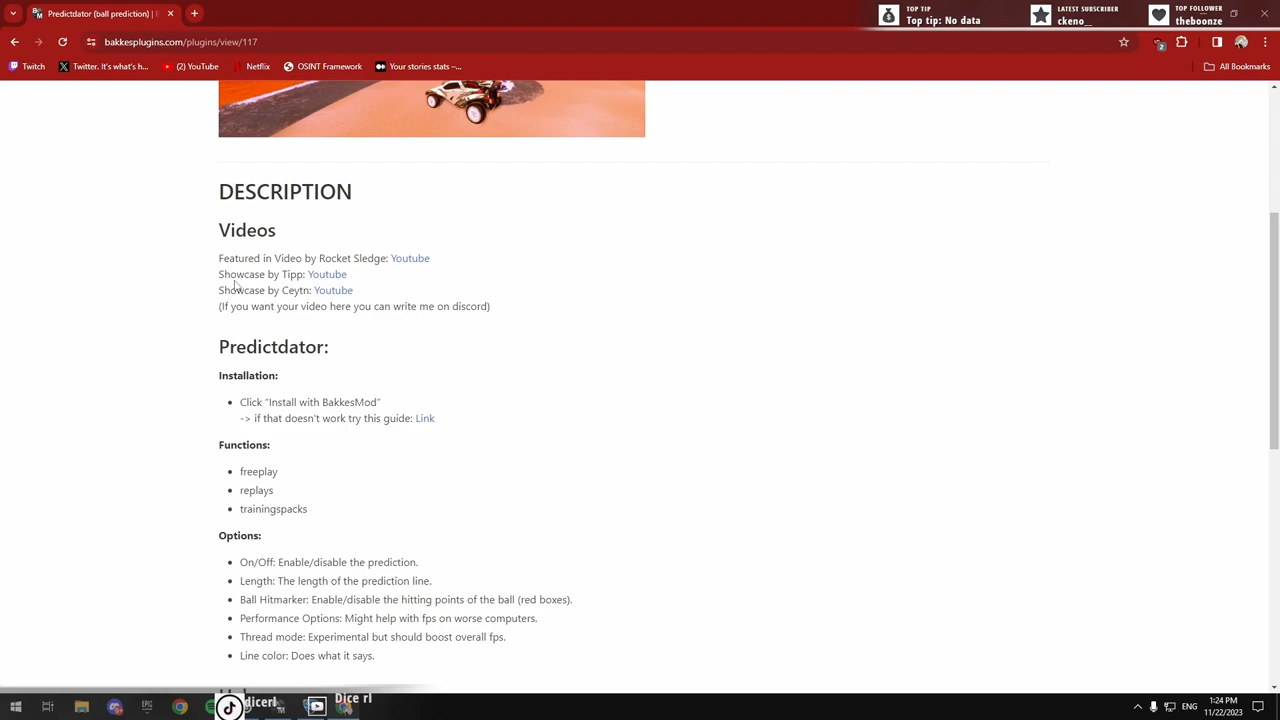 Predictdator (ball prediction) |
TOP TIP
Top tip: No data
LATEST SUBSCRIBER
ckeno__
TOP FOLLOWER
theboonze
bakkesplugins.com/plugins/view/117
2
Twitch
Twitter. It's what's h...
(2) YouTube
Netflix
OSINT Framework
Your stories stats –...
All Bookmarks
DESCRIPTION
Videos
Featured in Video by Rocket Sledge: Youtube
Showcase by Tipp: Youtube
Showcase by Ceytn: Youtube
(If you want your video here you can write me on discord)
Predictdator:
Installation:
Click "Install with BakkesMod"
-> if that doesn't work try this guide: Link
Functions:
freeplay
replays
trainingspacks
Options:
On/Off: Enable/disable the prediction.
Length: The length of the prediction line.
Ball Hitmarker: Enable/disable the hitting points of the ball (red boxes).
Performance Options: Might help with fps on worse computers.
Thread mode: Experimental but should boost overall fps.
Line color: Does what it says.
dicerl
Dice rl
ENG
1:24 PM
11/22/2023